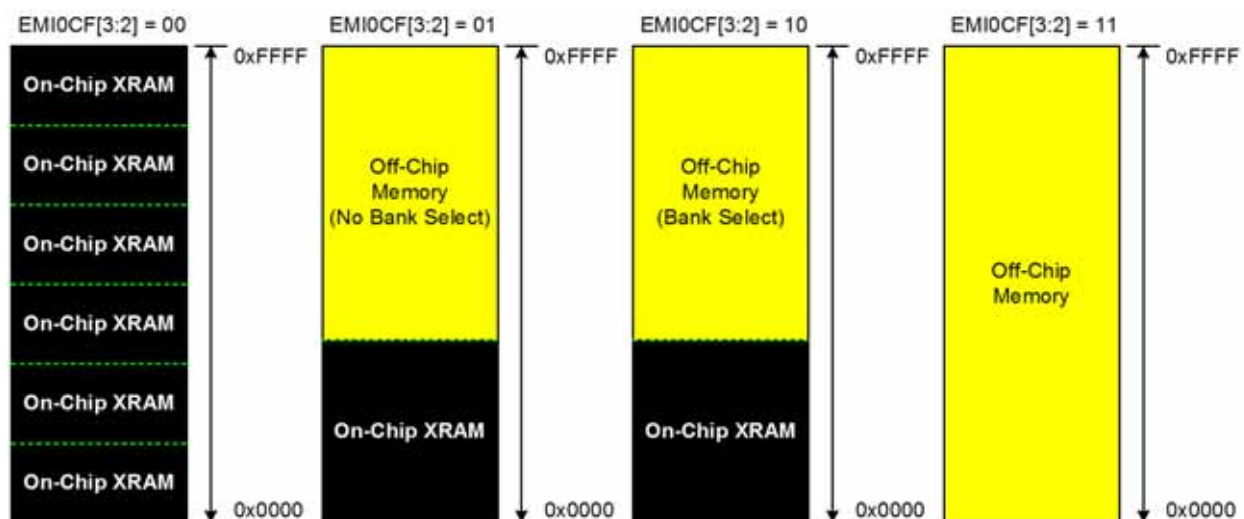 EMI0CF[3:2] = 00
0xFFFF
On-Chip XRAM
On-Chip XRAM
On-Chip XRAM
On-Chip XRAM
On-Chip XRAM
On-Chip XRAM
0x0000
EMI0CF[3:2] = 01
0xFFFF
Off-Chip
Memory
(No Bank Select)
On-Chip XRAM
0x0000
EMI0CF[3:2] = 10
0xFFFF
Off-Chip
Memory
(Bank Select)
On-Chip XRAM
0x0000
EMI0CF[3:2] = 11
0xFFFF
Off-Chip
Memory
0x0000